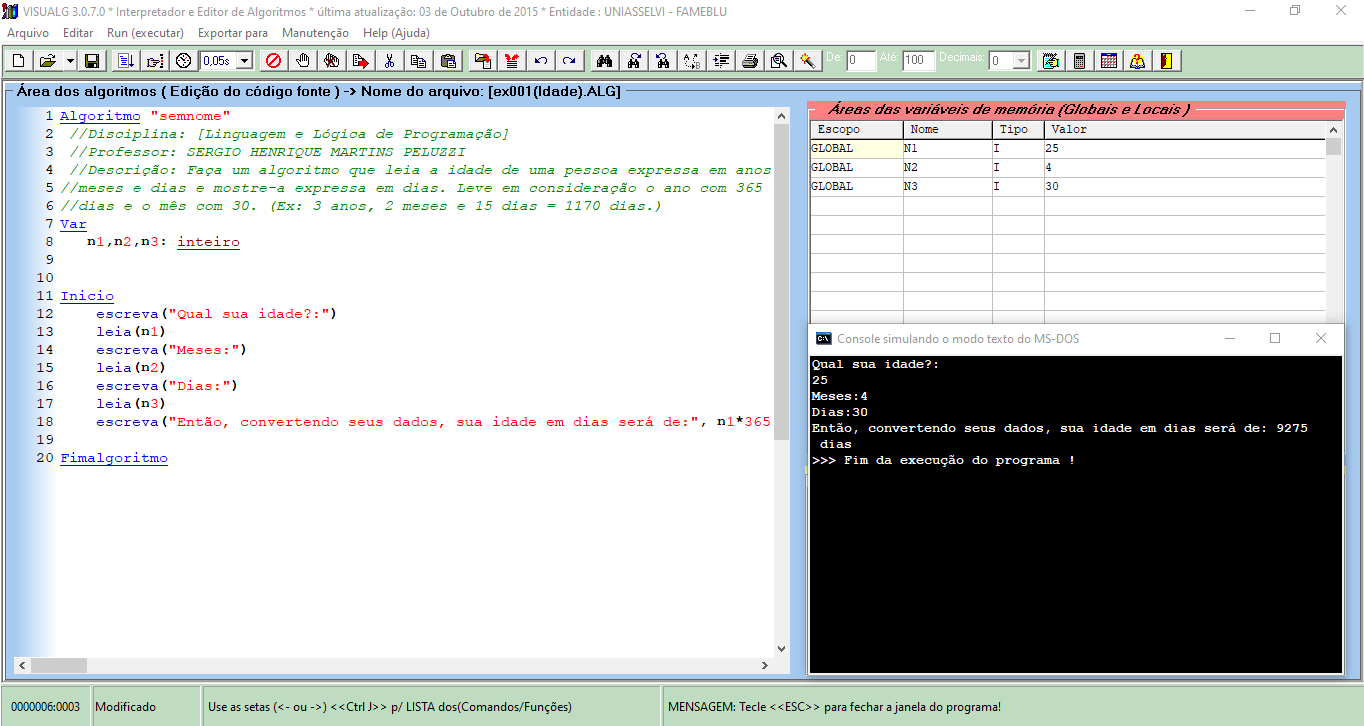 VISUALG 3.0.7.0 * Interpretador e Editor de Algoritmos * última atualização: 03 de Outubro de 2015 * Entidade : UNIASSELVI - FAMEBLU
Arquivo Editar Run (executar) Exportar para Manutenção Help (Ajuda)
0,05s De: 0 Até: 100 Decimais: 0
Área dos algoritmos ( Edição do código fonte ) -> Nome do arquivo: [ex001(Idade).ALG]
1 Algoritmo "semnome"
2 //Disciplina: [Linguagem e Lógica de Programação]
3 //Professor: SERGIO HENRIQUE MARTINS PELUZZI
4 //Descrição: Faça um algoritmo que leia a idade de uma pessoa expressa em anos
5 //meses e dias e mostre-a expressa em dias. Leve em consideração o ano com 365
6 //dias e o mês com 30. (Ex: 3 anos, 2 meses e 15 dias = 1170 dias.)
7 Var
8 n1,n2,n3: inteiro
9
10
11 Inicio
12 escreva("Qual sua idade?:")
13 leia(n1)
14 escreva("Meses:")
15 leia(n2)
16 escreva("Dias:")
17 leia(n3)
18 escreva("Então, convertendo seus dados, sua idade em dias será de:", n1*365
19
20 Fimalgoritmo
Áreas das variáveis de memória (Globais e Locais )
Escopo Nome Tipo Valor
GLOBAL N1 I 25
GLOBAL N2 I 4
GLOBAL N3 I 30
C:\ Console simulando o modo texto do MS-DOS
Qual sua idade?:
25
Meses:4
Dias:30
Então, convertendo seus dados, sua idade em dias será de: 9275
dias
>>> Fim da execução do programa !
0000006:0003 Modificado Use as setas (<- ou ->) <<Ctrl J>> p/ LISTA dos(Comandos/Funções) MENSAGEM: Tecle <<ESC>> para fechar a janela do programa!